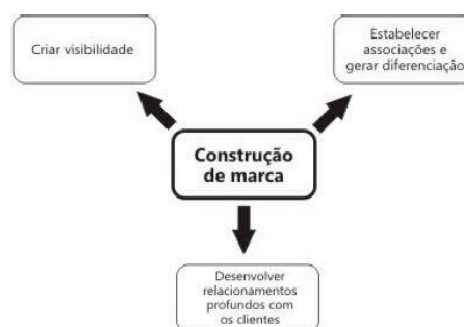 Criar visibilidade
Estabelecer
associações e
gerar diferenciação
Construção
de marca
Desenvolver
relacionamentos
profundos com
os clientes